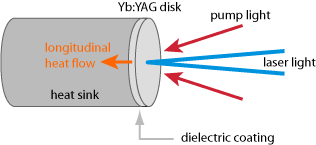 Yb:YAG disk
pump light
longitudinal
heat flow
laser light
heat sink
dielectric coating